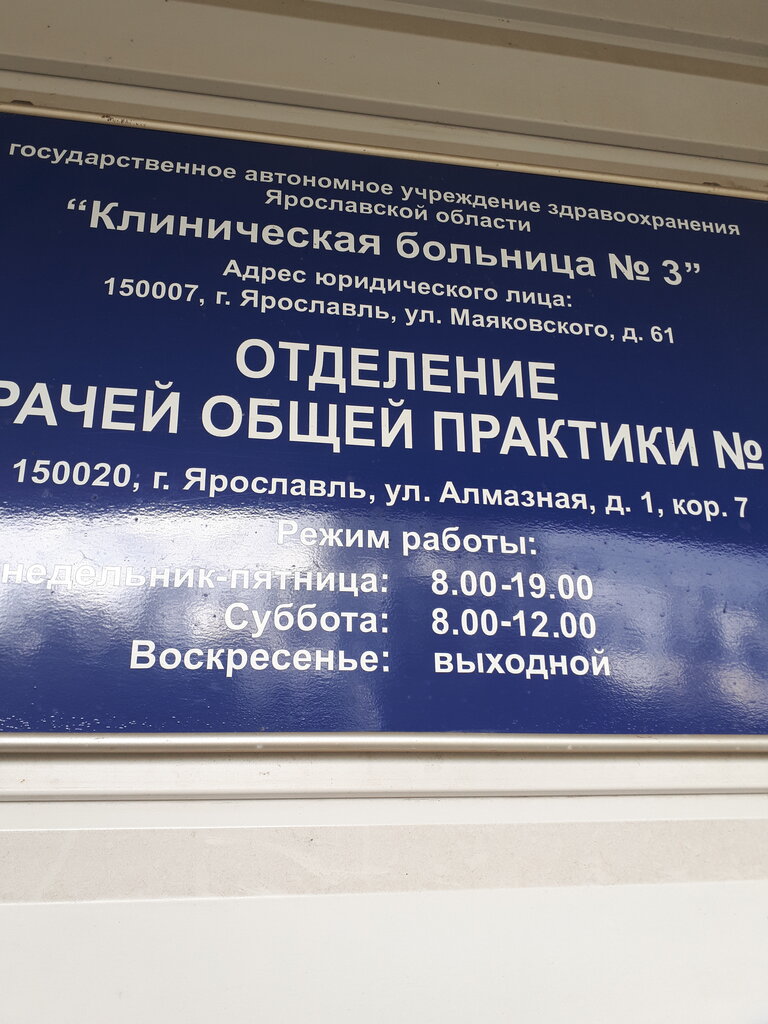 государственное автономное учреждение здравоохранения
Ярославской области
“Клиническая больница № 3”
Адрес юридического лица:
150007, г. Ярославль, ул. Маяковского, д. 61
ОТДЕЛЕНИЕ
РАЧЕЙ ОБЩЕЙ ПРАКТИКИ №
150020, г. Ярославль, ул. Алмазная, д. 1, кор. 7
Режим работы:
недельник-пятница: 8.00-19.00
Суббота: 8.00-12.00
Воскресенье: выходной